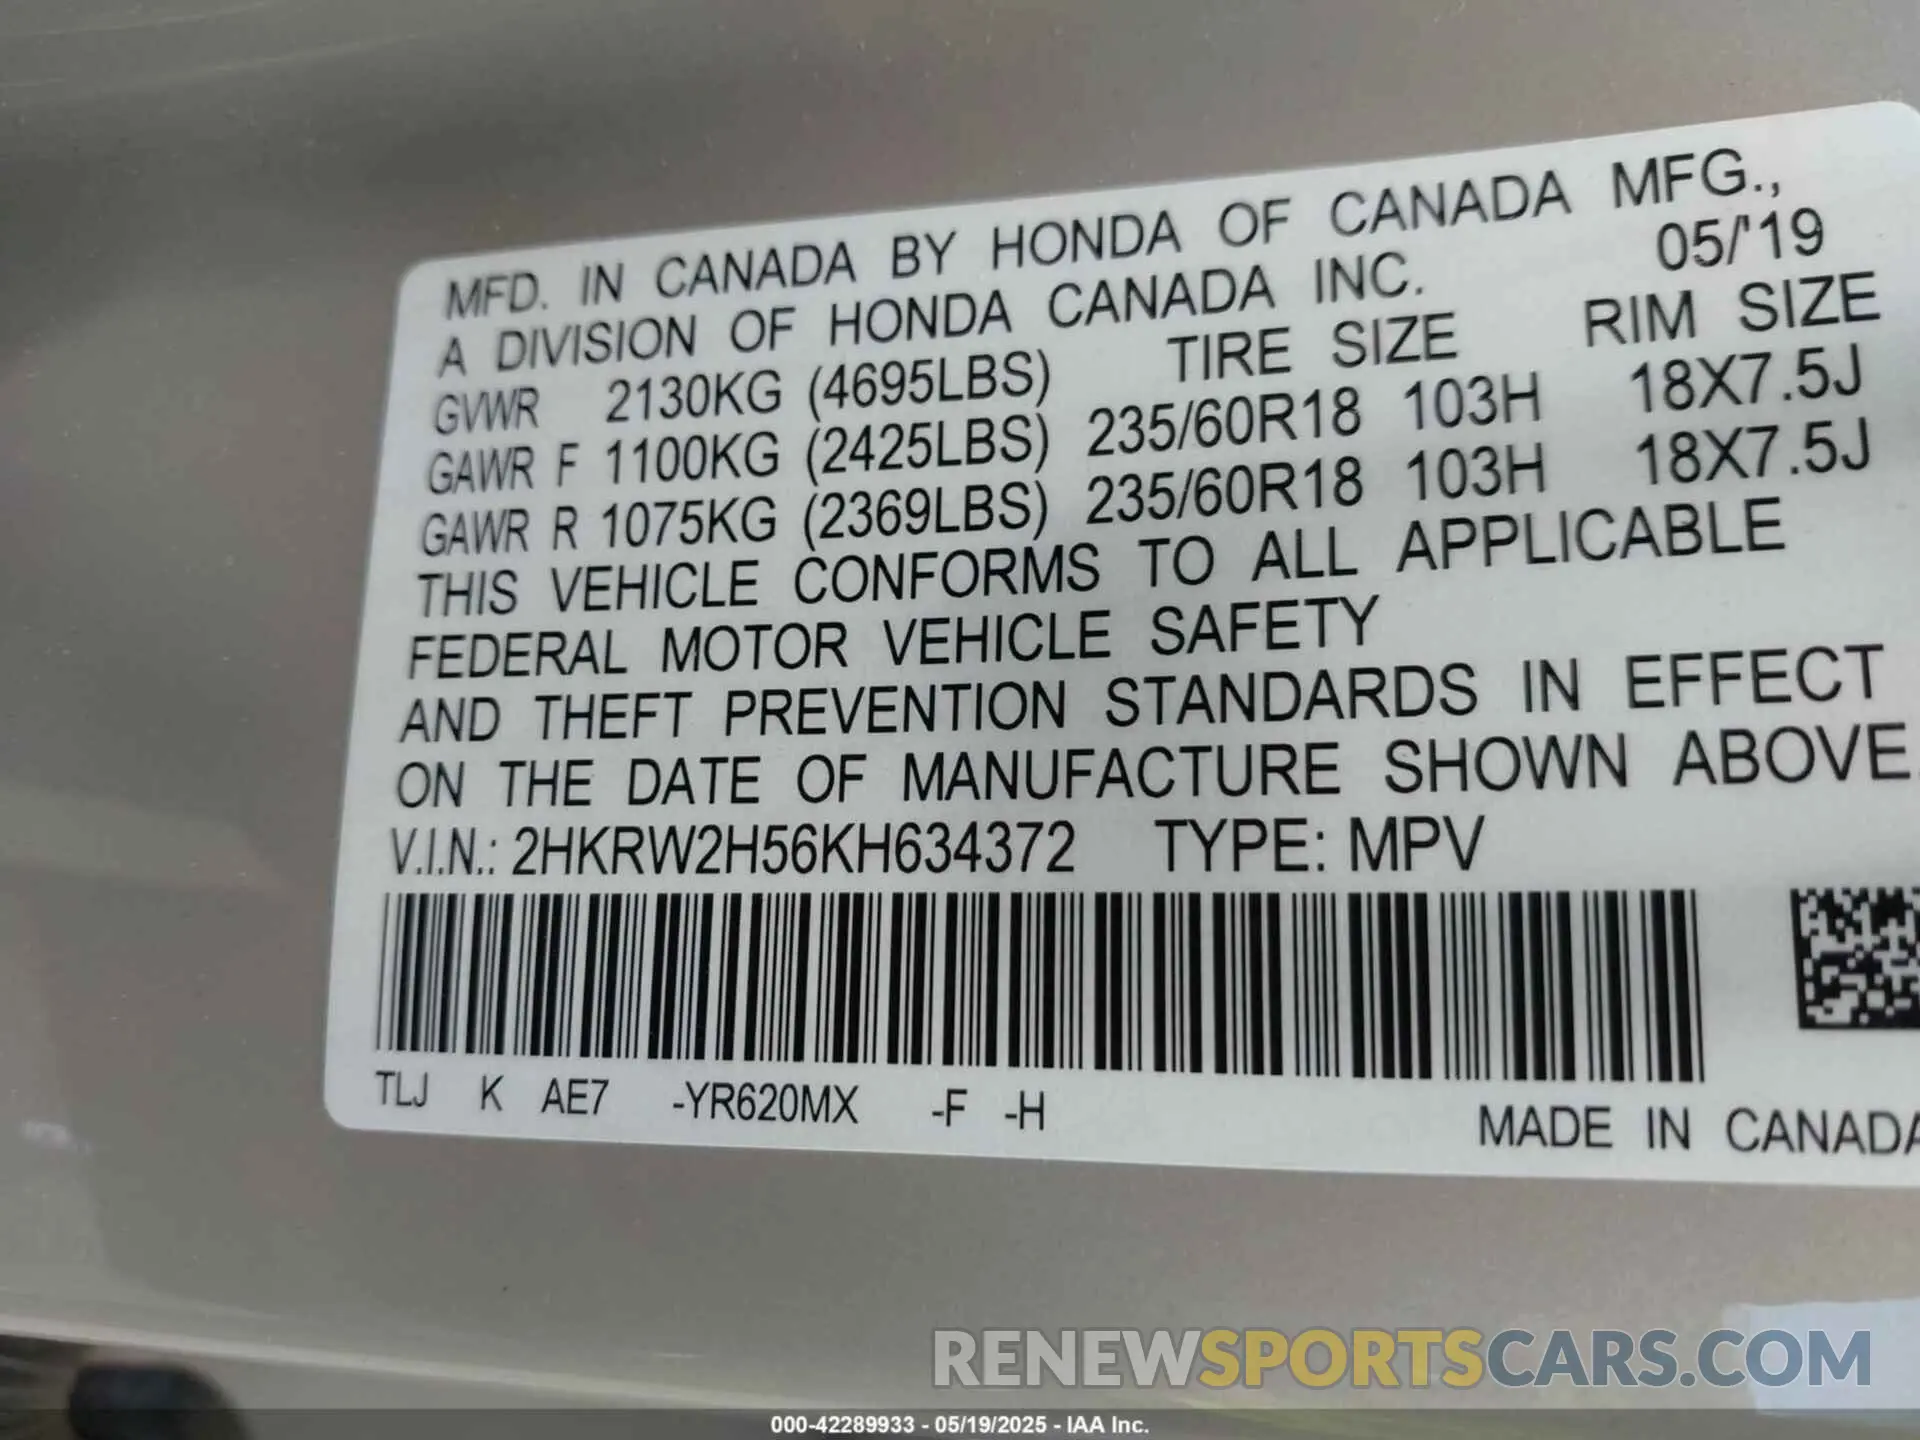 MFD. IN CANADA BY HONDA OF CANADA MFG.,
A DIVISION OF HONDA CANADA INC. 05/'19
GVWR 2130KG (4695LBS) TIRE SIZE RIM SIZE
GAWR F 1100KG (2425LBS) 235/60R18 103H 18X7.5J
GAWR R 1075KG (2369LBS) 235/60R18 103H 18X7.5J
THIS VEHICLE CONFORMS TO ALL APPLICABLE
FEDERAL MOTOR VEHICLE SAFETY
AND THEFT PREVENTION STANDARDS IN EFFECT
ON THE DATE OF MANUFACTURE SHOWN ABOVE.
V.I.N.: 2HKRW2H56KH634372 TYPE: MPV
TLJ K AE7 -YR620MX -F -H
MADE IN CANADA
RENEWSPORTSCARS.COM
000-42289933 - 05/19/2025 - IAA Inc.